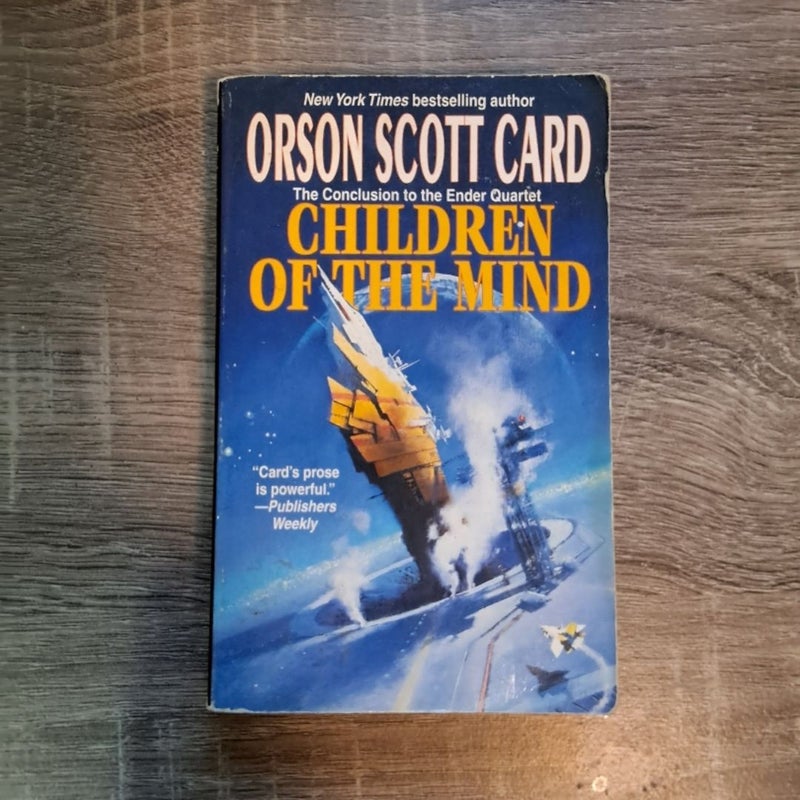 New York Times bestselling author
ORSON SCOTT CARD
The Conclusion to the Ender Quartet
CHILDREN
OF THE MIND
“Card’s prose
is powerful.”
—Publishers
Weekly